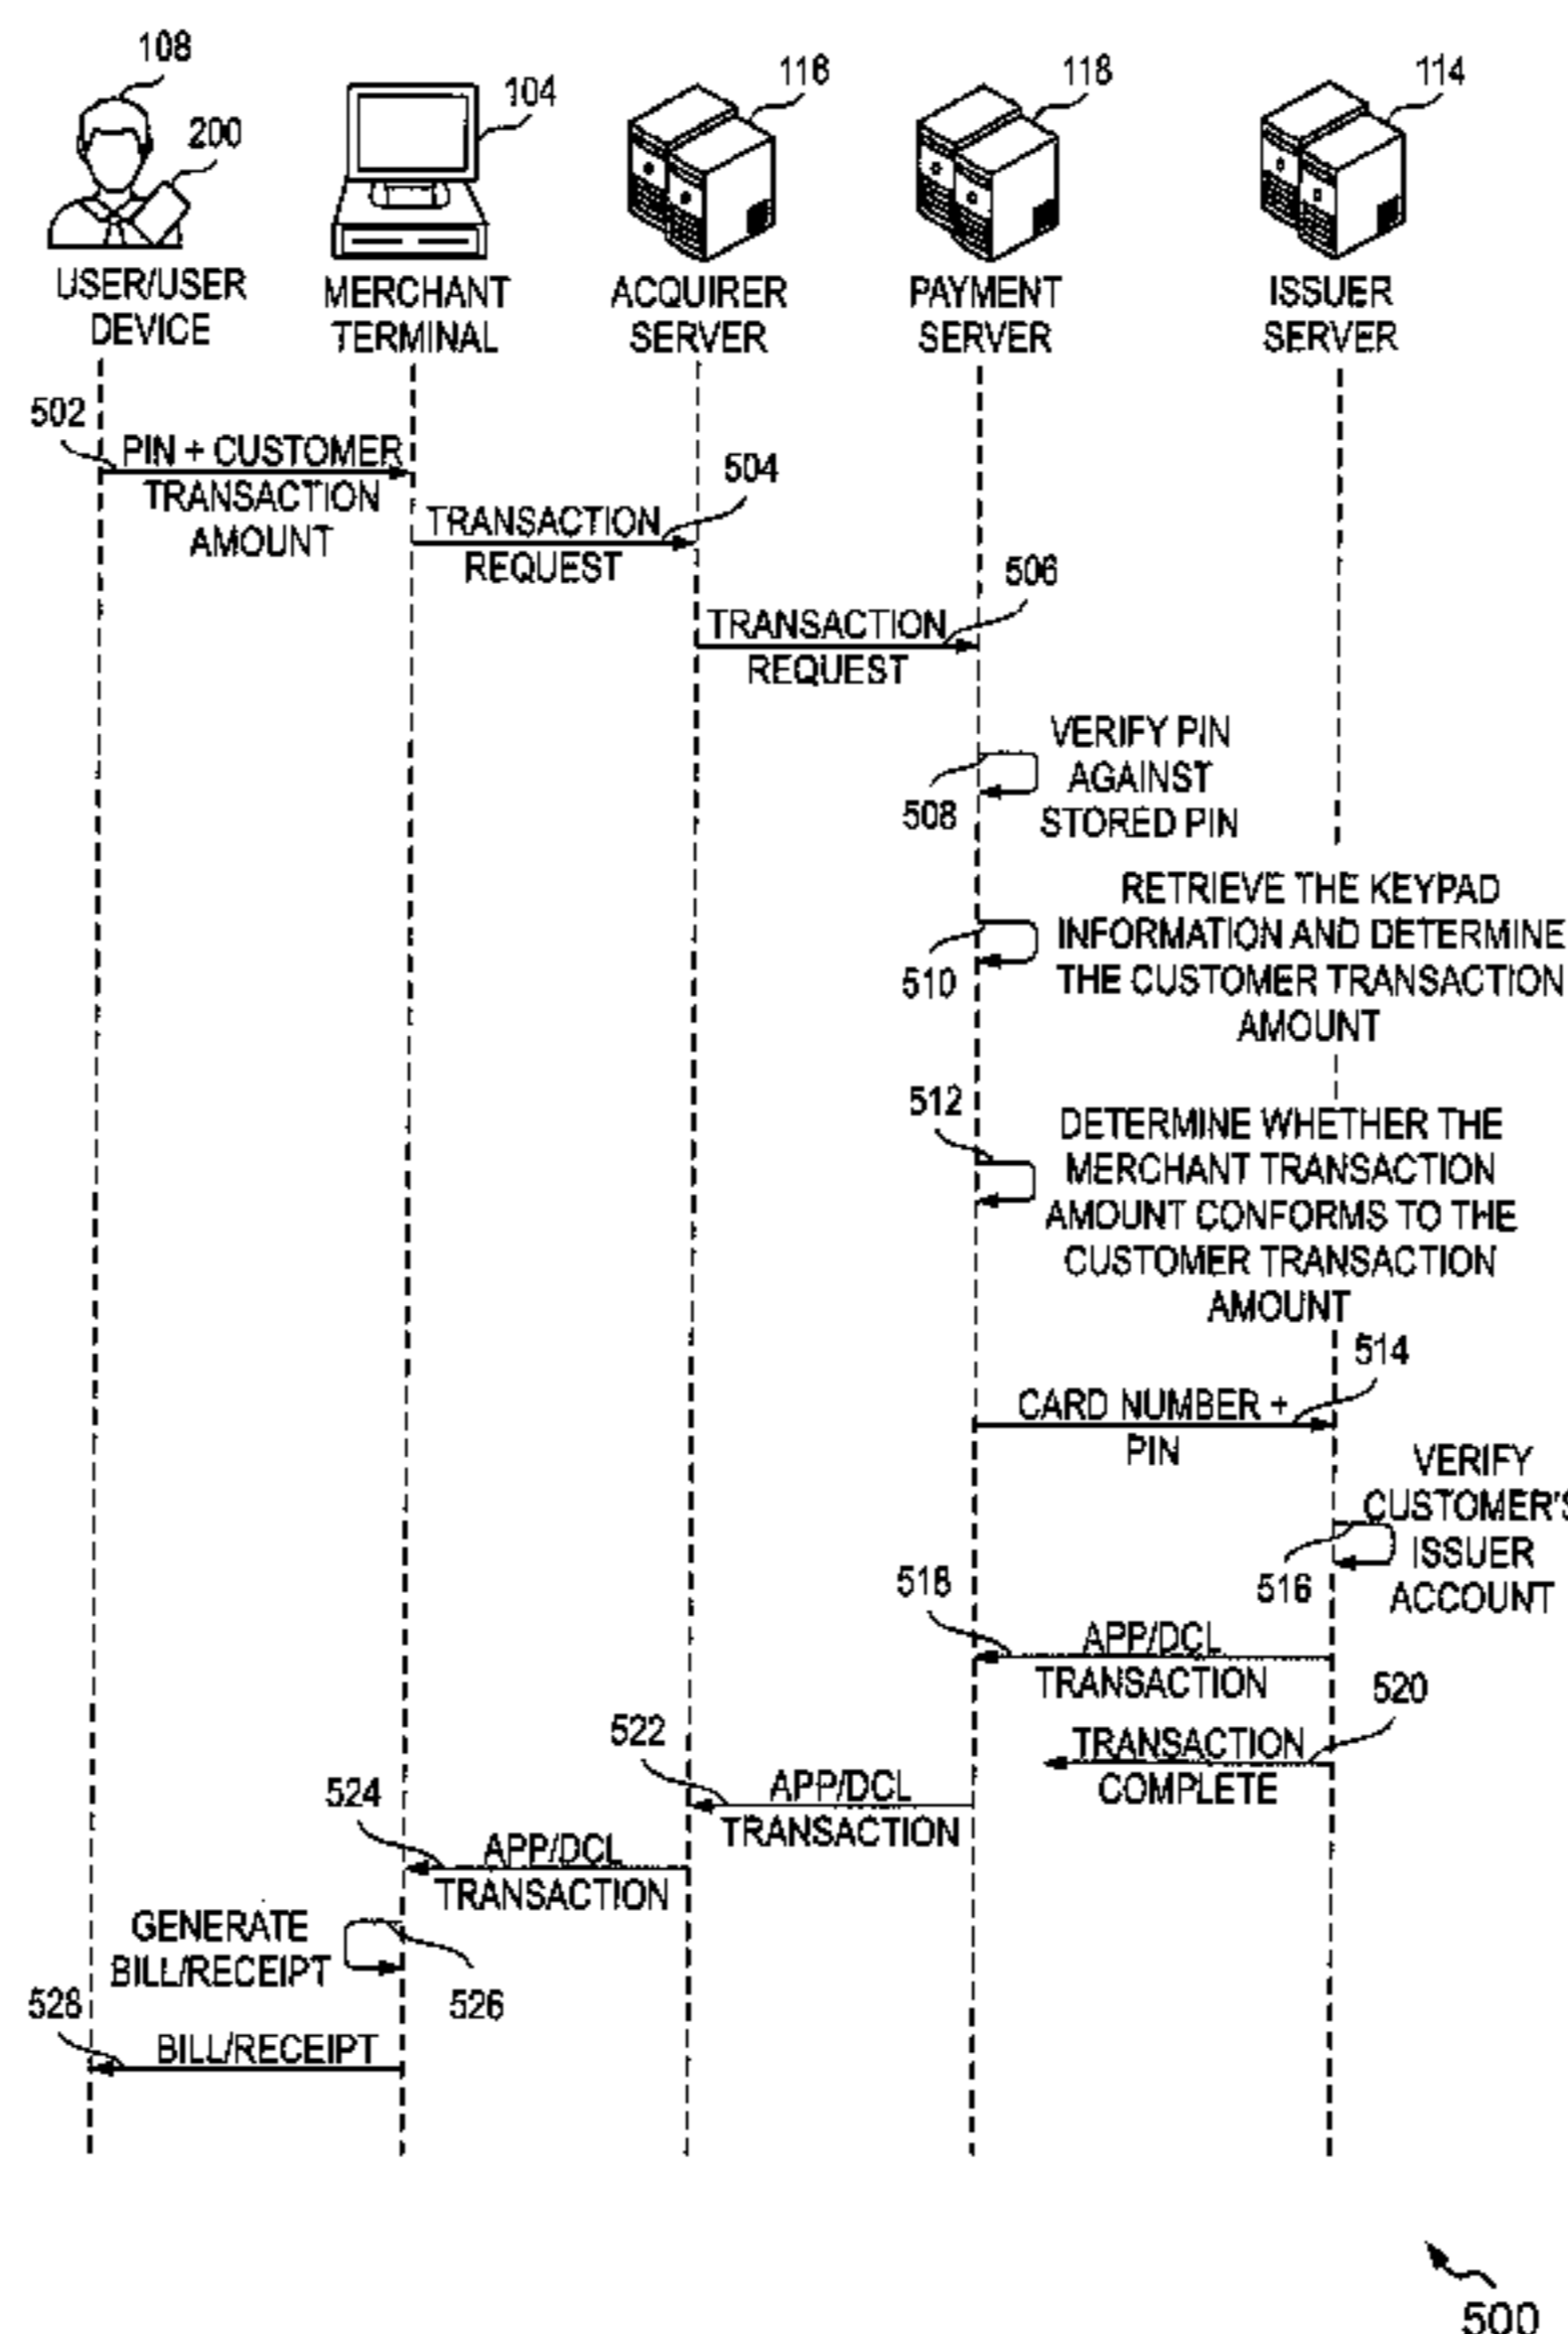 108
200
104
116
118
114
USER/USER
DEVICE
MERCHANT
TERMINAL
ACQUIRER
SERVER
PAYMENT
SERVER
ISSUER
SERVER
502
PIN + CUSTOMER
TRANSACTION
AMOUNT
504
TRANSACTION
REQUEST
506
TRANSACTION
REQUEST
508
VERIFY PIN
AGAINST
STORED PIN
510
RETRIEVE THE KEYPAD
INFORMATION AND DETERMINE
THE CUSTOMER TRANSACTION
AMOUNT
512
DETERMINE WHETHER THE
MERCHANT TRANSACTION
AMOUNT CONFORMS TO THE
CUSTOMER TRANSACTION
AMOUNT
514
CARD NUMBER +
PIN
516
VERIFY
CUSTOMER'S
ISSUER
ACCOUNT
518
APP/DCL
TRANSACTION
520
TRANSACTION
COMPLETE
522
APP/DCL
TRANSACTION
524
APP/DCL
TRANSACTION
GENERATE
BILL/RECEIPT
526
528
BILL/RECEIPT
500